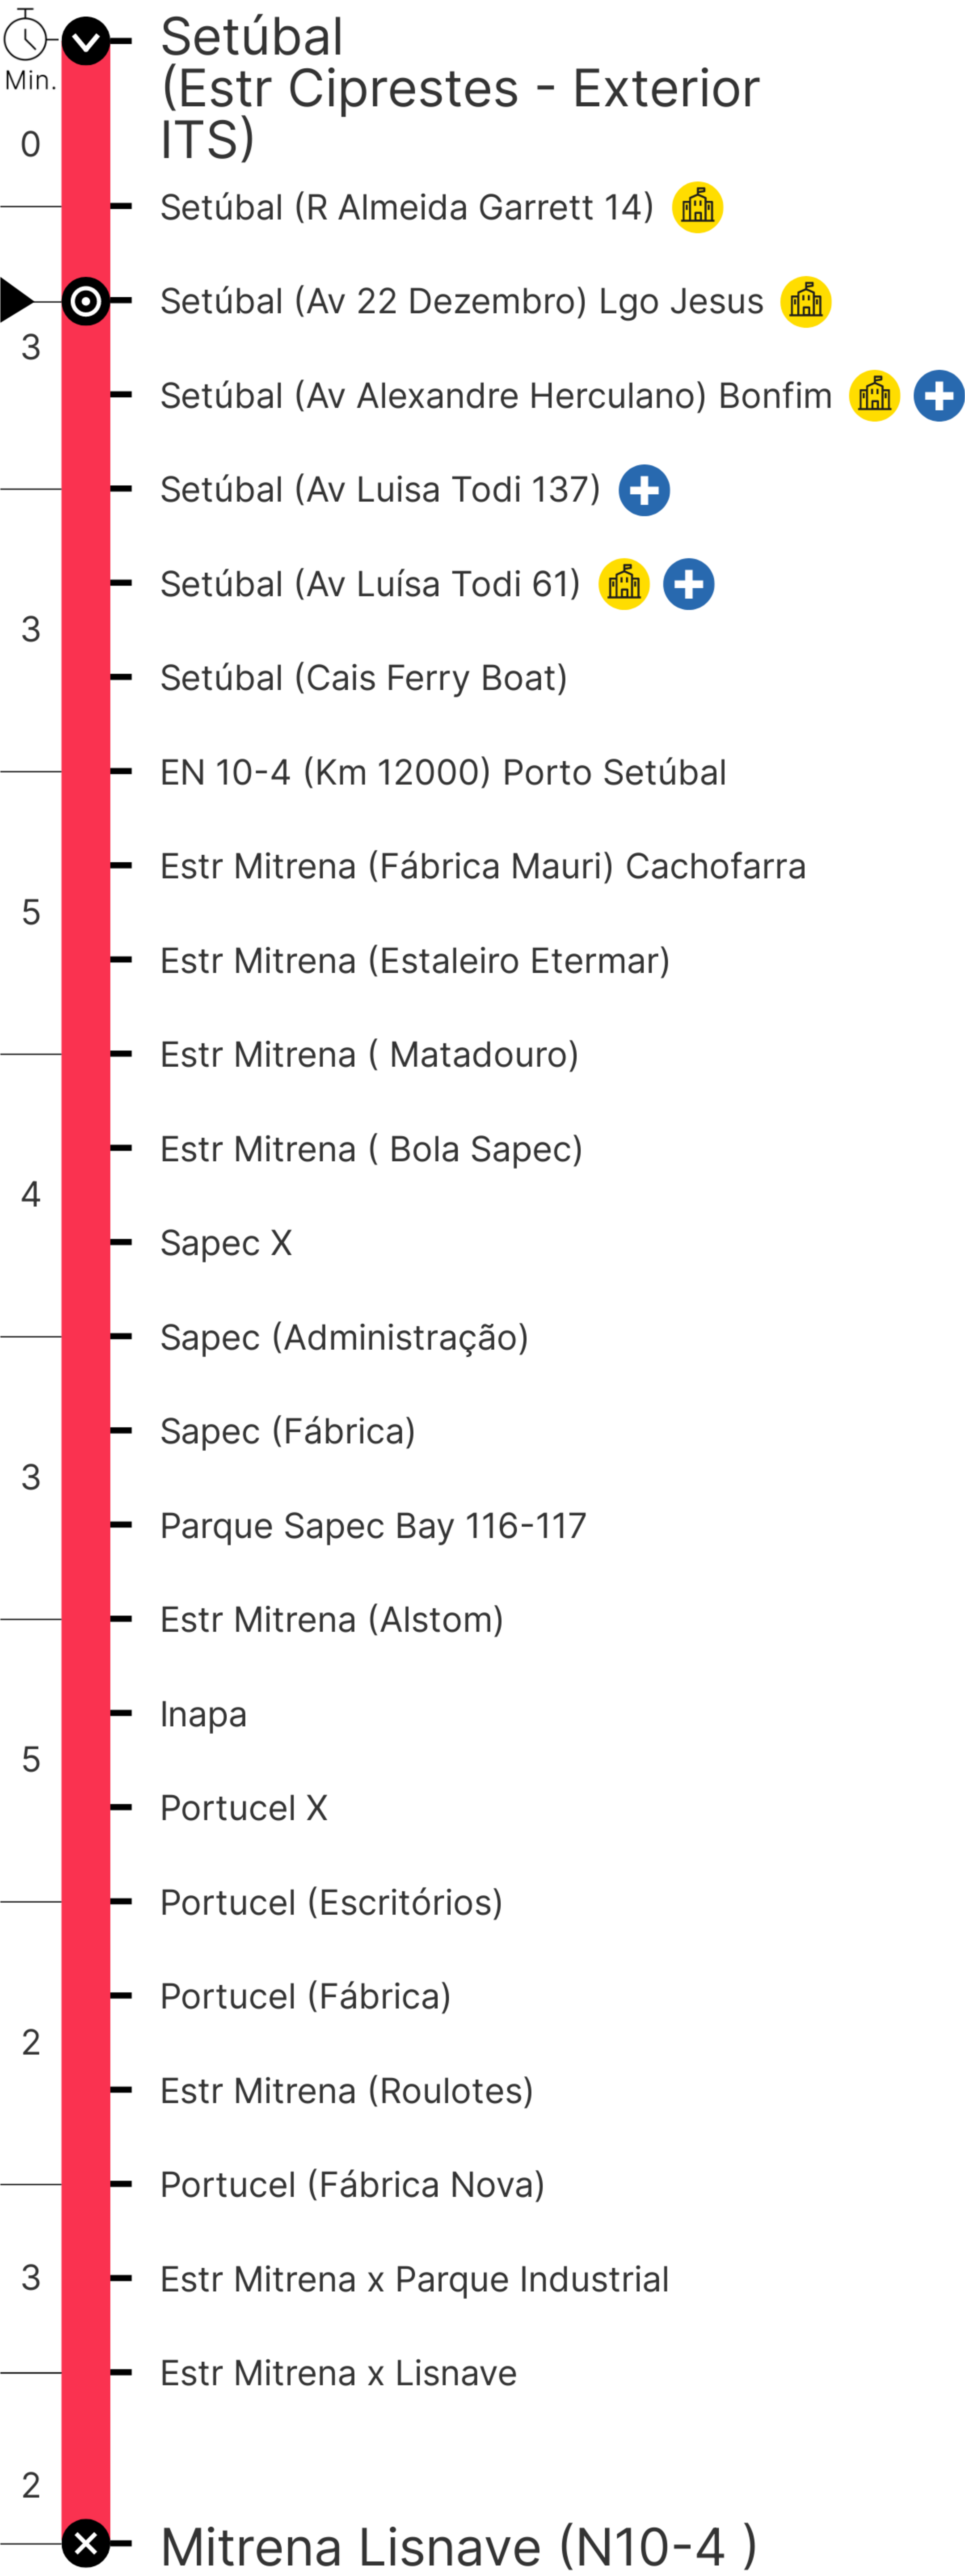 Setúbal
(Estr Ciprestes - Exterior
Min.
ITS)
0
Setúbal (R Almeida Garrett 14)
Setúbal (Av 22 Dezembro) Lgo Jesus
3
Setúbal (Av Alexandre Herculano) Bonfim
Setúbal (Av Luisa Todi 137)
Setúbal (Av Luísa Todi 61)
3
Setúbal (Cais Ferry Boat)
EN 10-4 (Km 12000) Porto Setúbal
Estr Mitrena (Fábrica Mauri) Cachofarra
5
Estr Mitrena (Estaleiro Etermar)
Estr Mitrena ( Matadouro)
Estr Mitrena ( Bola Sapec)
4
Sapec X
Sapec (Administração)
Sapec (Fábrica)
3
Parque Sapec Bay 116-117
Estr Mitrena (Alstom)
Inapa
5
Portucel X
Portucel (Escritórios)
Portucel (Fábrica)
2
Estr Mitrena (Roulotes)
Portucel (Fábrica Nova)
3
Estr Mitrena x Parque Industrial
Estr Mitrena x Lisnave
2
Mitrena Lisnave (N10-4 )